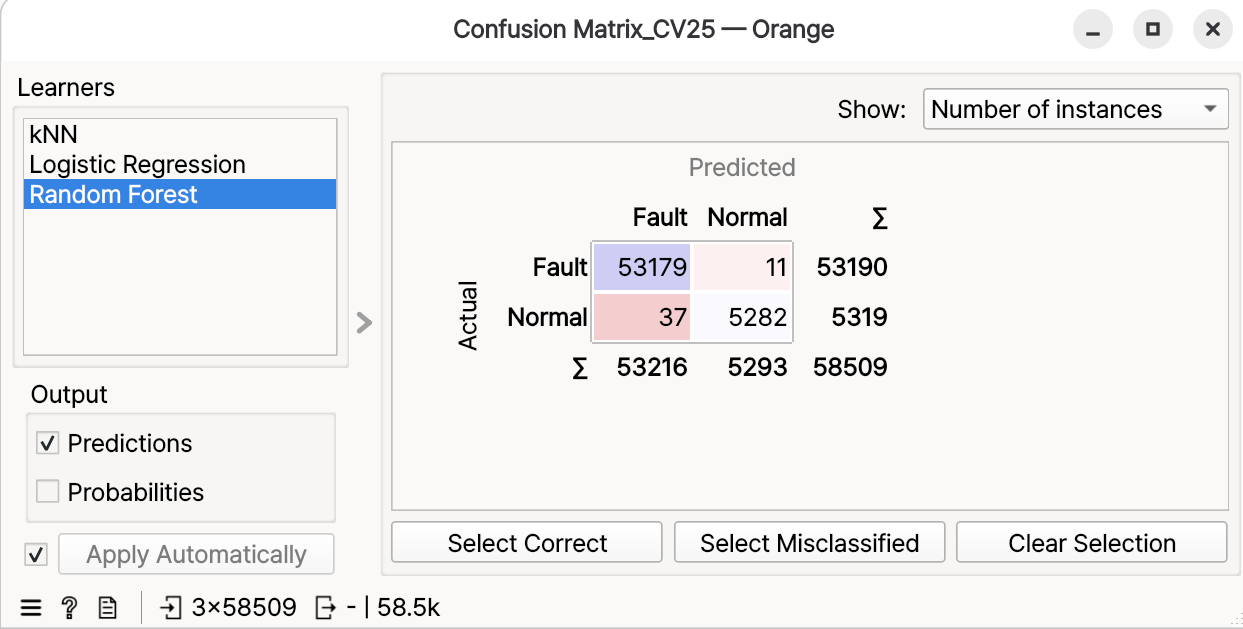 Confusion Matrix_CV25 — Orange
Learners
kNN
Logistic Regression
Random Forest
Output
Predictions
Probabilities
Apply Automatically
Show: Number of instances
Predicted
Fault Normal Σ
Actual
Fault 53179 11 53190
Normal 37 5282 5319
Σ 53216 5293 58509
Select Correct Select Misclassified Clear Selection
? 3×58509 - | 58.5k